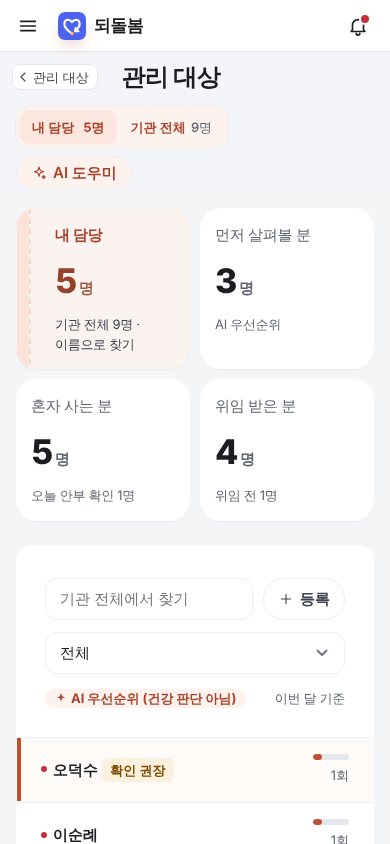 되돌봄
관리 대상
관리 대상
내 담당 5명
기관 전체 9명
AI 도우미
내 담당
5명
기관 전체 9명 ·
이름으로 찾기
먼저 살펴볼 분
3명
AI 우선순위
혼자 사는 분
5명
오늘 안부 확인 1명
위임 받은 분
4명
위임 전 1명
기관 전체에서 찾기
등록
전체
AI 우선순위 (건강 판단 아님)
이번 달 기준
오덕수 확인 권장
1회
이순례
1회